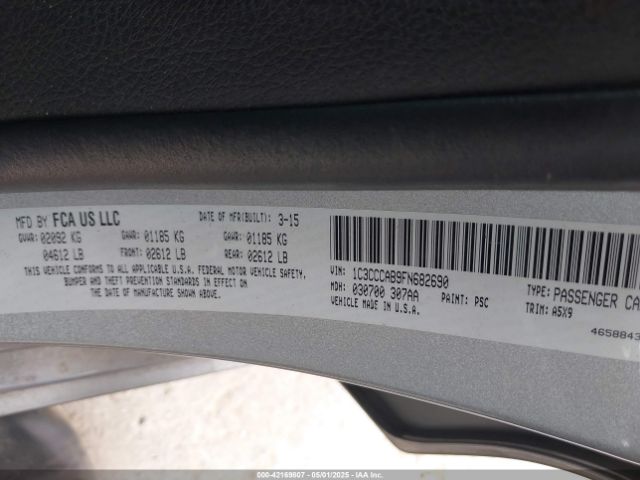 MFD BY FCA US LLC
DATE OF MFR(BUILT): 3-15
GVWR: 02092 KG GAWR: 01185 KG GAWR: 01185 KG
04612 LB FRONT: 02612 LB REAR: 02612 LB
THIS VEHICLE CONFORMS TO ALL APPLICABLE U.S.A. FEDERAL MOTOR VEHICLE SAFETY,
BUMPER AND THEFT PREVENTION STANDARDS IN EFFECT ON
THE DATE OF MANUFACTURE SHOWN ABOVE.
VIN: 1C3CCCAB9FN682690
MDH: 030700 307AA PAINT: PSC
VEHICLE MADE IN U.S.A.
TYPE: PASSENGER CA
TRIM: A5X9
4658843
000-42169807 - 05/01/2025 - IAAI.COM